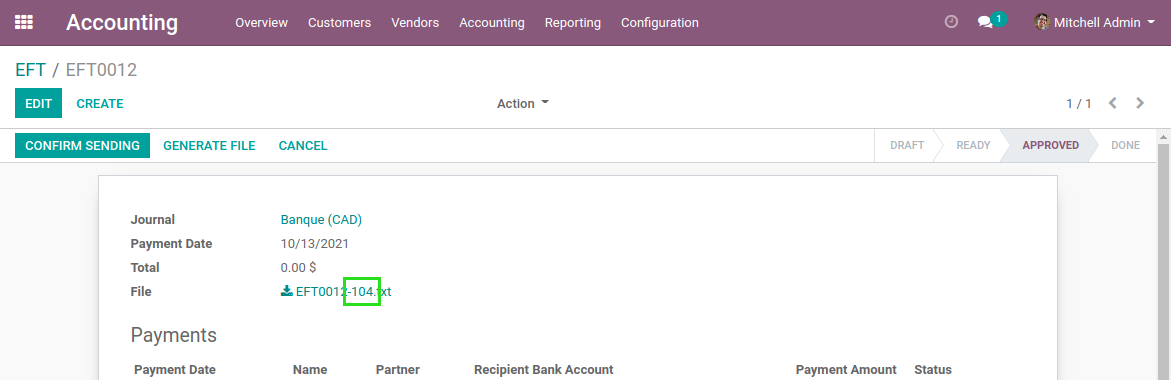 Accounting Overview Customers Vendors Accounting Reporting Configuration 1 Mitchell Admin
EFT / EFT0012
EDIT CREATE Action 1 / 1
CONFIRM SENDING GENERATE FILE CANCEL DRAFT READY APPROVED DONE
Journal Banque (CAD)
Payment Date 10/13/2021
Total 0.00 $
File EFT0012-104.txt
Payments
Payment Date Name Partner Recipient Bank Account Payment Amount Status